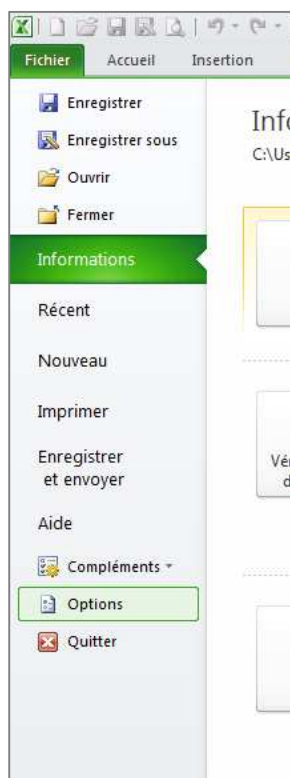 Fichier Accueil Insertion
Enregistrer
Enregistrer sous
Ouvrir
Fermer
Informations
Récent
Nouveau
Imprimer
Enregistrer
et envoyer
Aide
Compléments
Options
Quitter
C:\Us